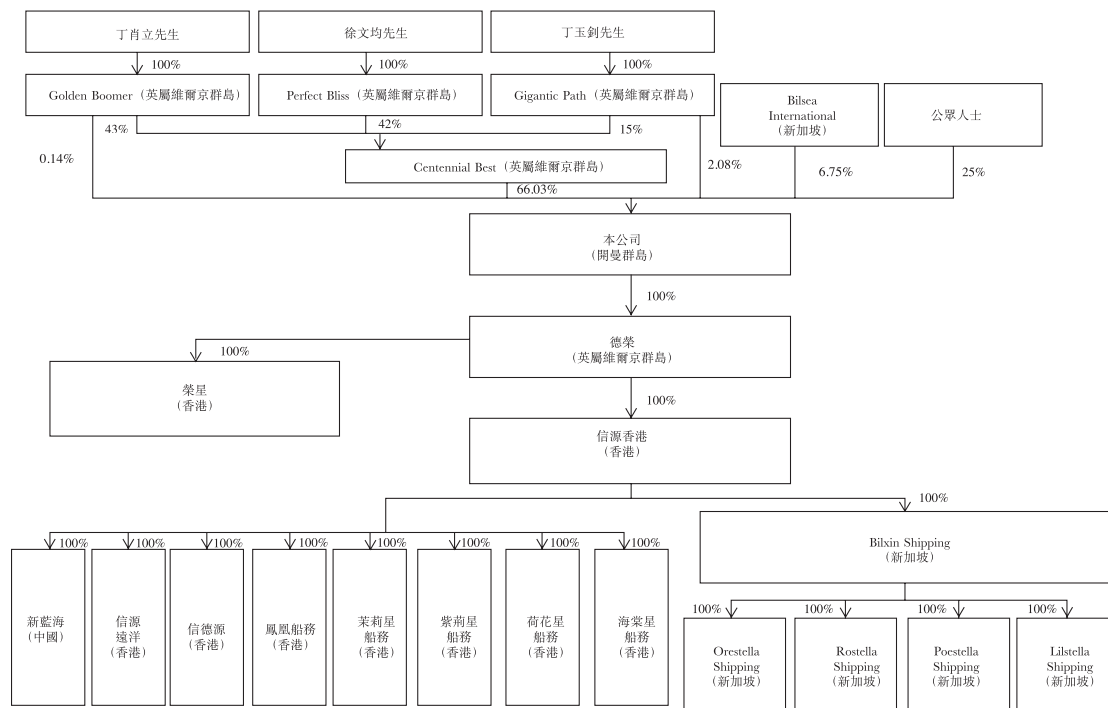 丁肖立先生
徐文均先生
丁玉釗先生
100%
100%
100%
Golden Boomer（英屬維爾京群島）
Perfect Bliss（英屬維爾京群島）
Gigantic Path（英屬維爾京群島）
Bilsea
International
（新加坡）
公眾人士
43%
42%
15%
0.14%
Centennial Best（英屬維爾京群島）
2.08%
6.75%
25%
66.03%
本公司
（開曼群島）
100%
德榮
（英屬維爾京群島）
100%
榮星
（香港）
100%
信源香港
（香港）
100%
Bilxin Shipping
（新加坡）
100%
100%
100%
100%
100%
100%
100%
100%
新藍海
（中國）
信源
遠洋
（香港）
信德源
（香港）
鳳凰船務
（香港）
茉莉星
船務
（香港）
紫荊星
船務
（香港）
荷花星
船務
（香港）
海棠星
船務
（香港）
100%
100%
100%
100%
Orestella
Shipping
（新加坡）
Rostella
Shipping
（新加坡）
Poestella
Shipping
（新加坡）
Lilstella
Shipping
（新加坡）